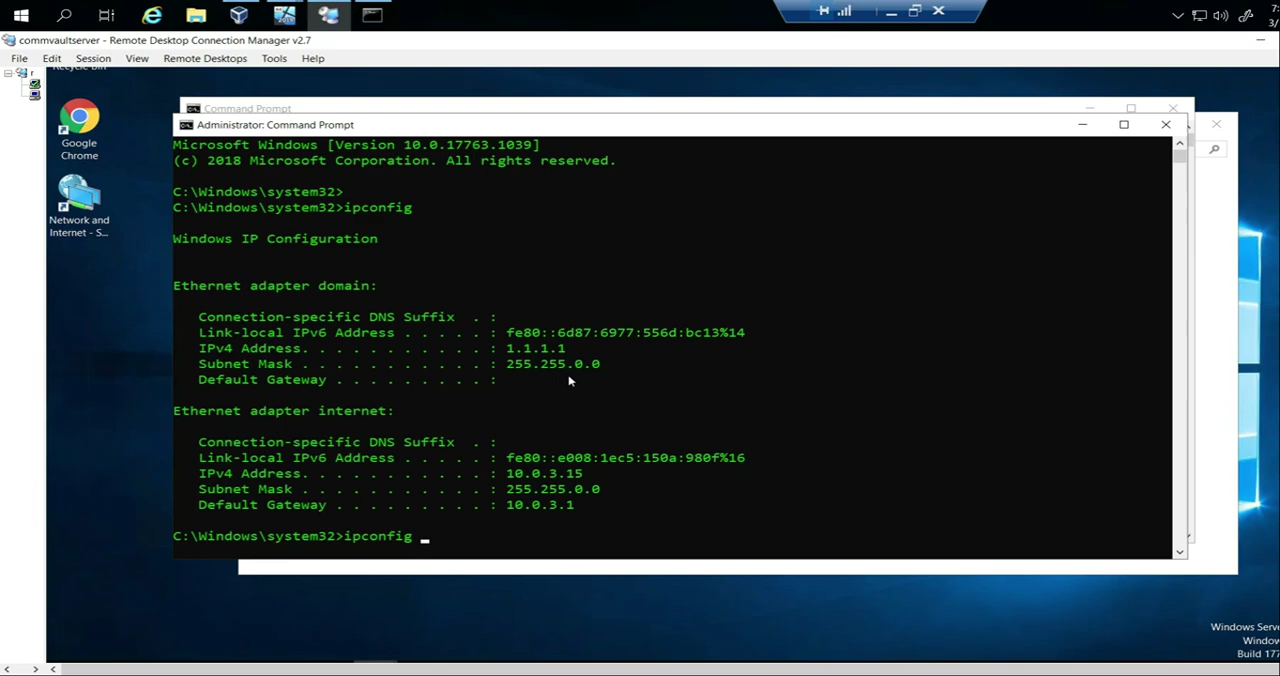 7:
3/
commvaultserver - Remote Desktop Connection Manager v2.7
File Edit Session View Remote Desktops Tools Help
r
Google
Chrome
Network and
Internet - S...
Command Prompt
Administrator: Command Prompt
Microsoft Windows [Version 10.0.17763.1039]
(c) 2018 Microsoft Corporation. All rights reserved.
C:\Windows\system32>
C:\Windows\system32>ipconfig
Windows IP Configuration
Ethernet adapter domain:
Connection-specific DNS Suffix . :
Link-local IPv6 Address . . . . . : fe80::6d87:6977:556d:bc13%14
IPv4 Address. . . . . . . . . . . : 1.1.1.1
Subnet Mask . . . . . . . . . . . : 255.255.0.0
Default Gateway . . . . . . . . . :
Ethernet adapter internet:
Connection-specific DNS Suffix . :
Link-local IPv6 Address . . . . . : fe80::e008:1ec5:150a:980f%16
IPv4 Address. . . . . . . . . . . : 10.0.3.15
Subnet Mask . . . . . . . . . . . : 255.255.0.0
Default Gateway . . . . . . . . . : 10.0.3.1
C:\Windows\system32>ipconfig _
Windows Serve
Window
Build 177